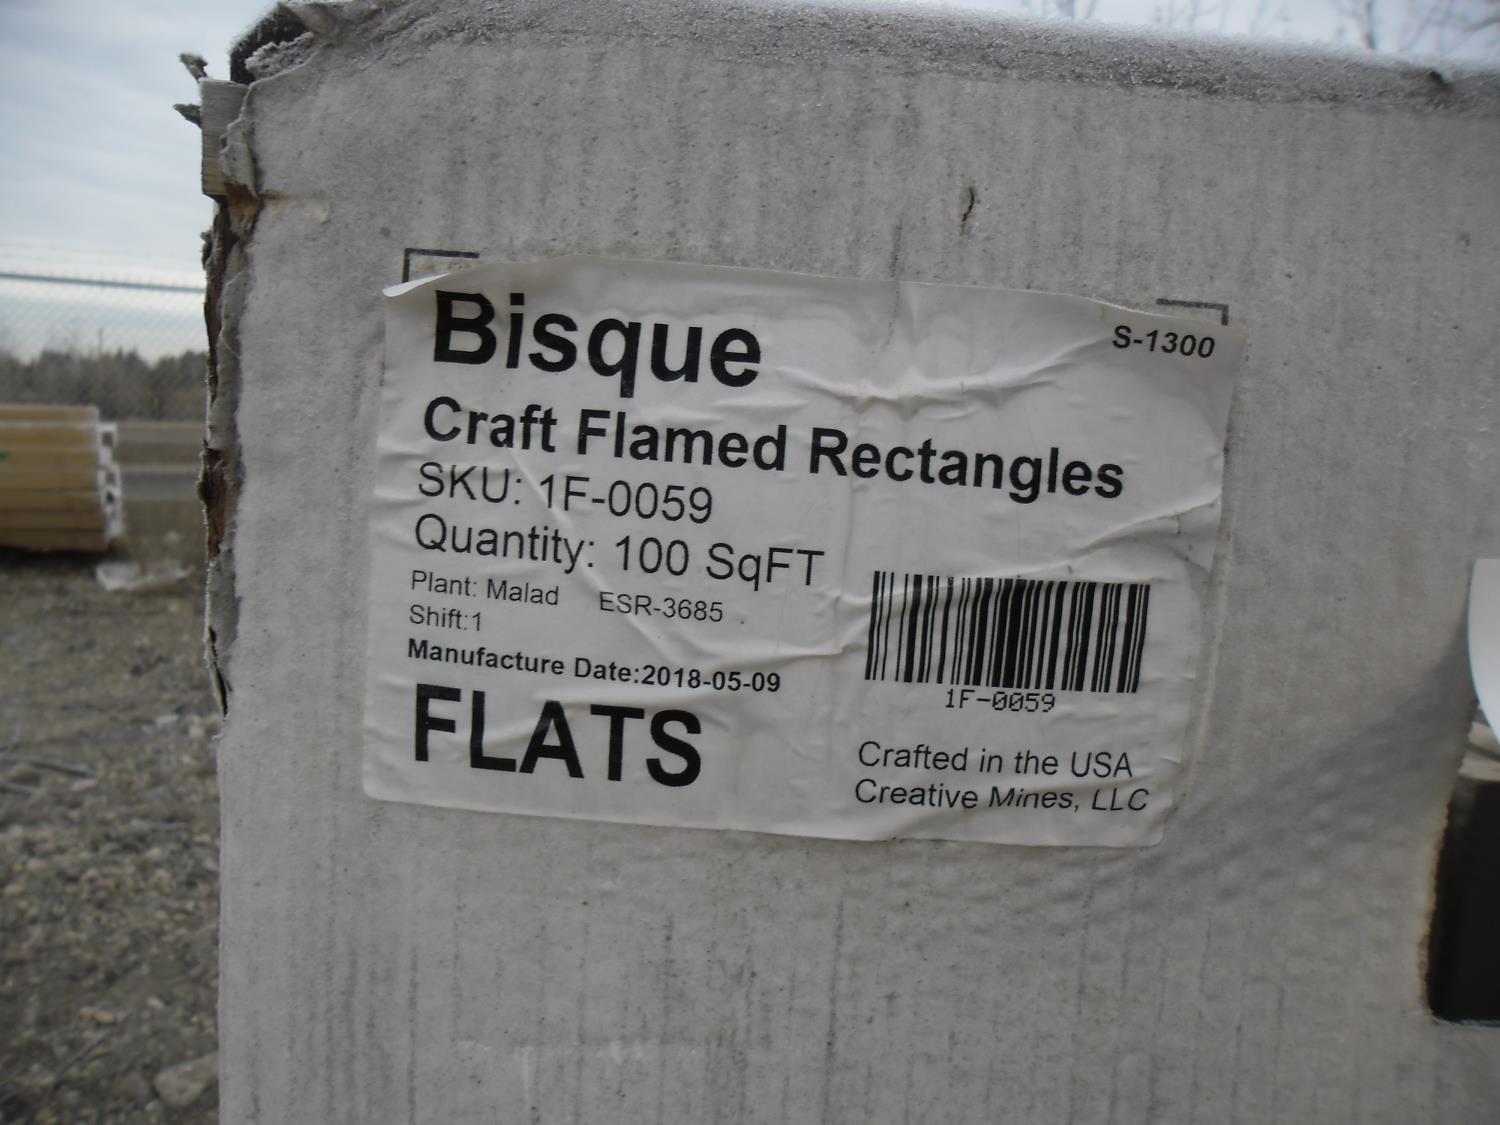 Bisque
S-1300
Craft Flamed Rectangles
SKU: 1F-0059
Quantity: 100 SqFT
Plant: Malad ESR-3685
Shift:1
Manufacture Date:2018-05-09
FLATS
1F-0059
Crafted in the USA
Creative Mines, LLC